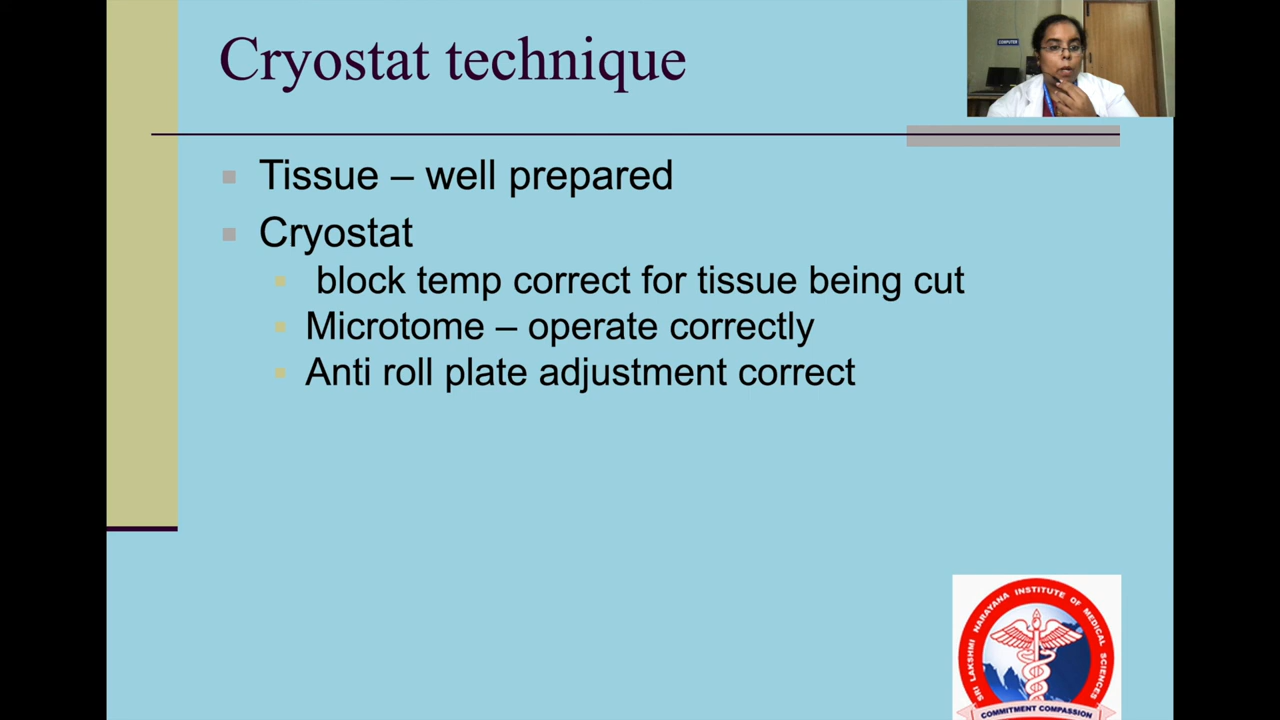 Cryostat technique
COMPUTER
Tissue – well prepared
Cryostat
block temp correct for tissue being cut
Microtome – operate correctly
Anti roll plate adjustment correct
SRI LAKSHMI NARAYANA INSTITUTE OF MEDICAL SCIENCES
COMMITMENT COMPASSION